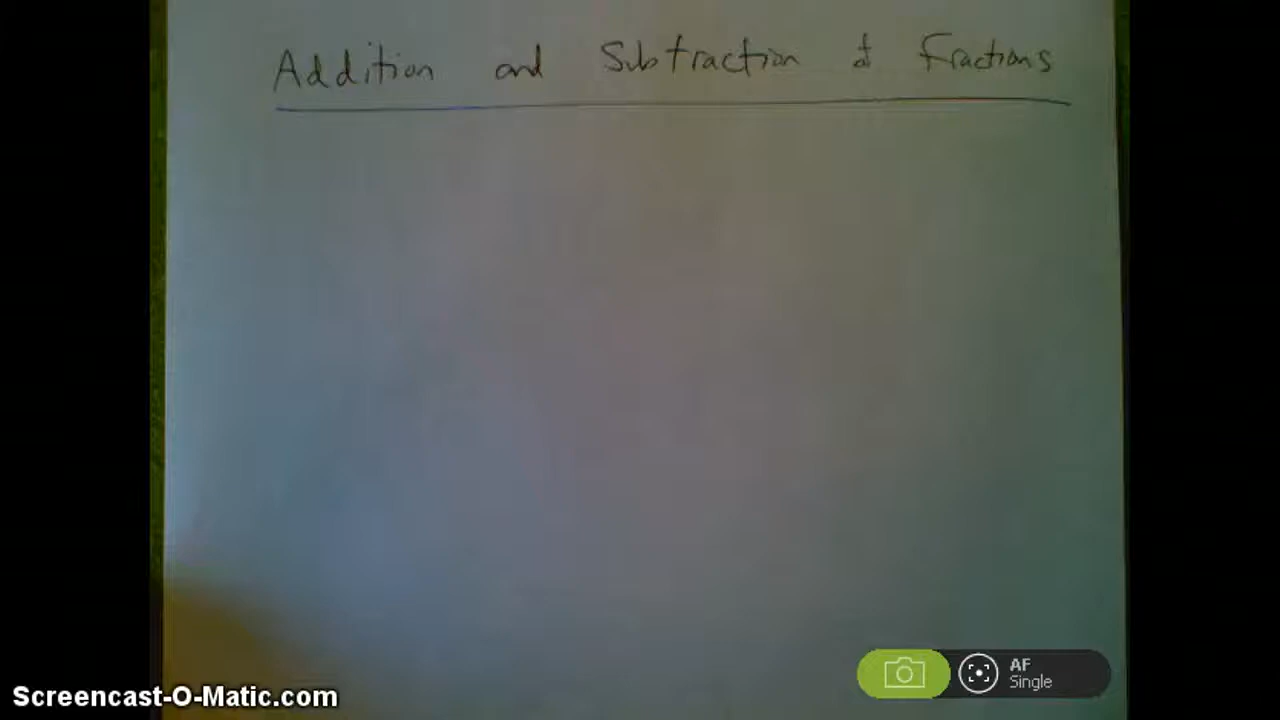 Addition and Subtraction of Fractions
AF
Single
Screencast-O-Matic.com